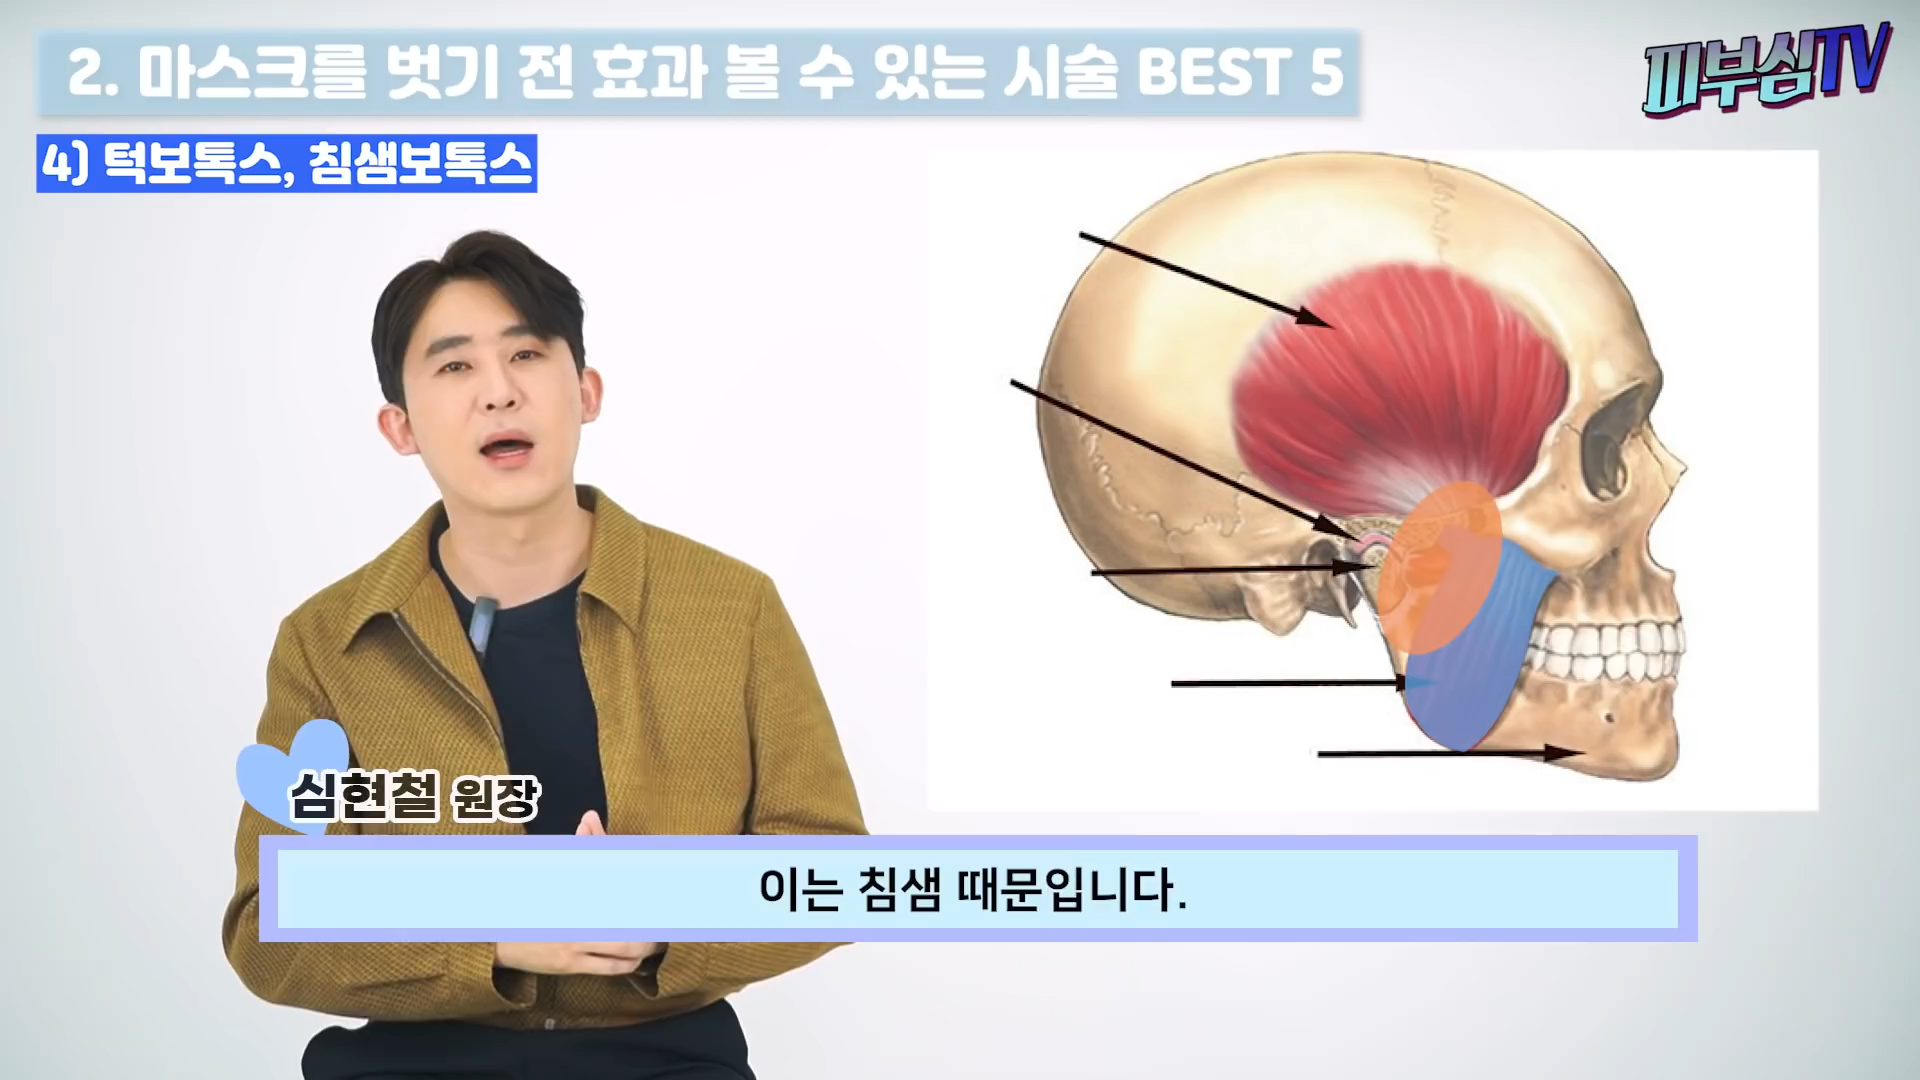 2. 마스크를 벗기 전 효과 볼 수 있는 시술 BEST 5
피부심TV
4) 턱보톡스, 침샘보톡스
심현철 원장
이는 침샘 때문입니다.